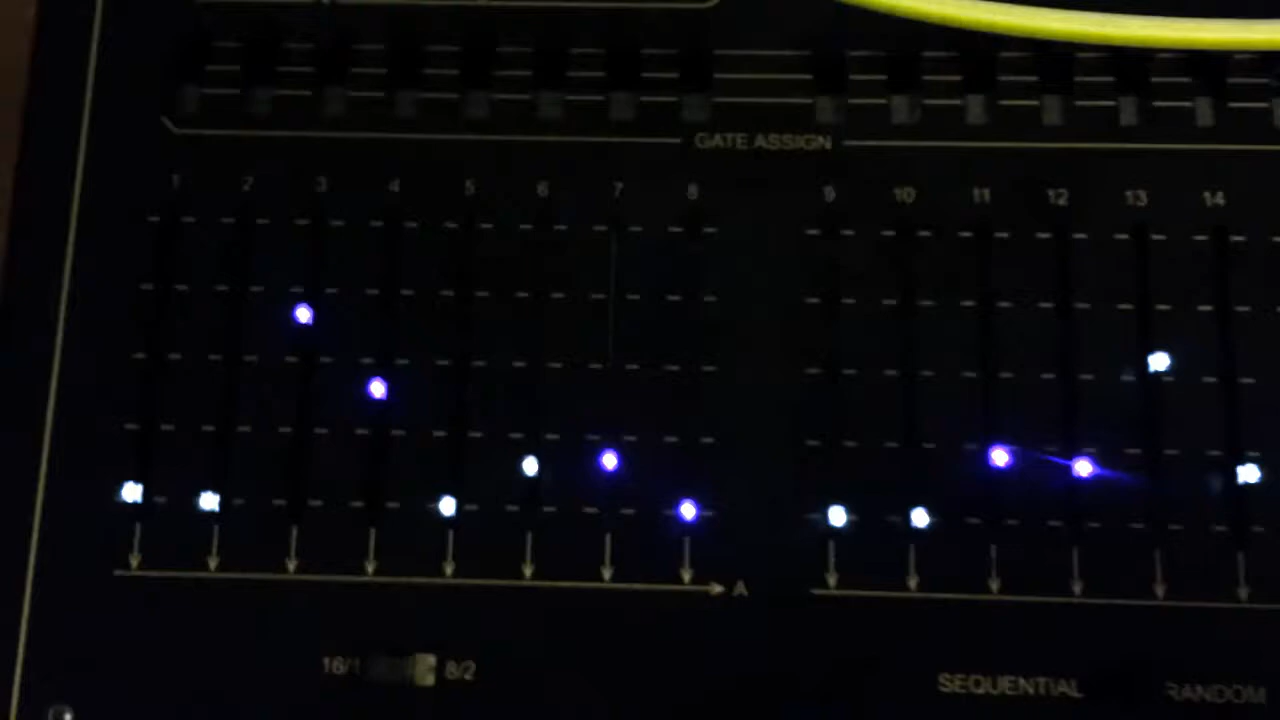 GATE ASSIGN
1 2 3 4 5 6 7 8 9 10 11 12 13 14
A
16/1 8/2
SEQUENTIAL RANDOM